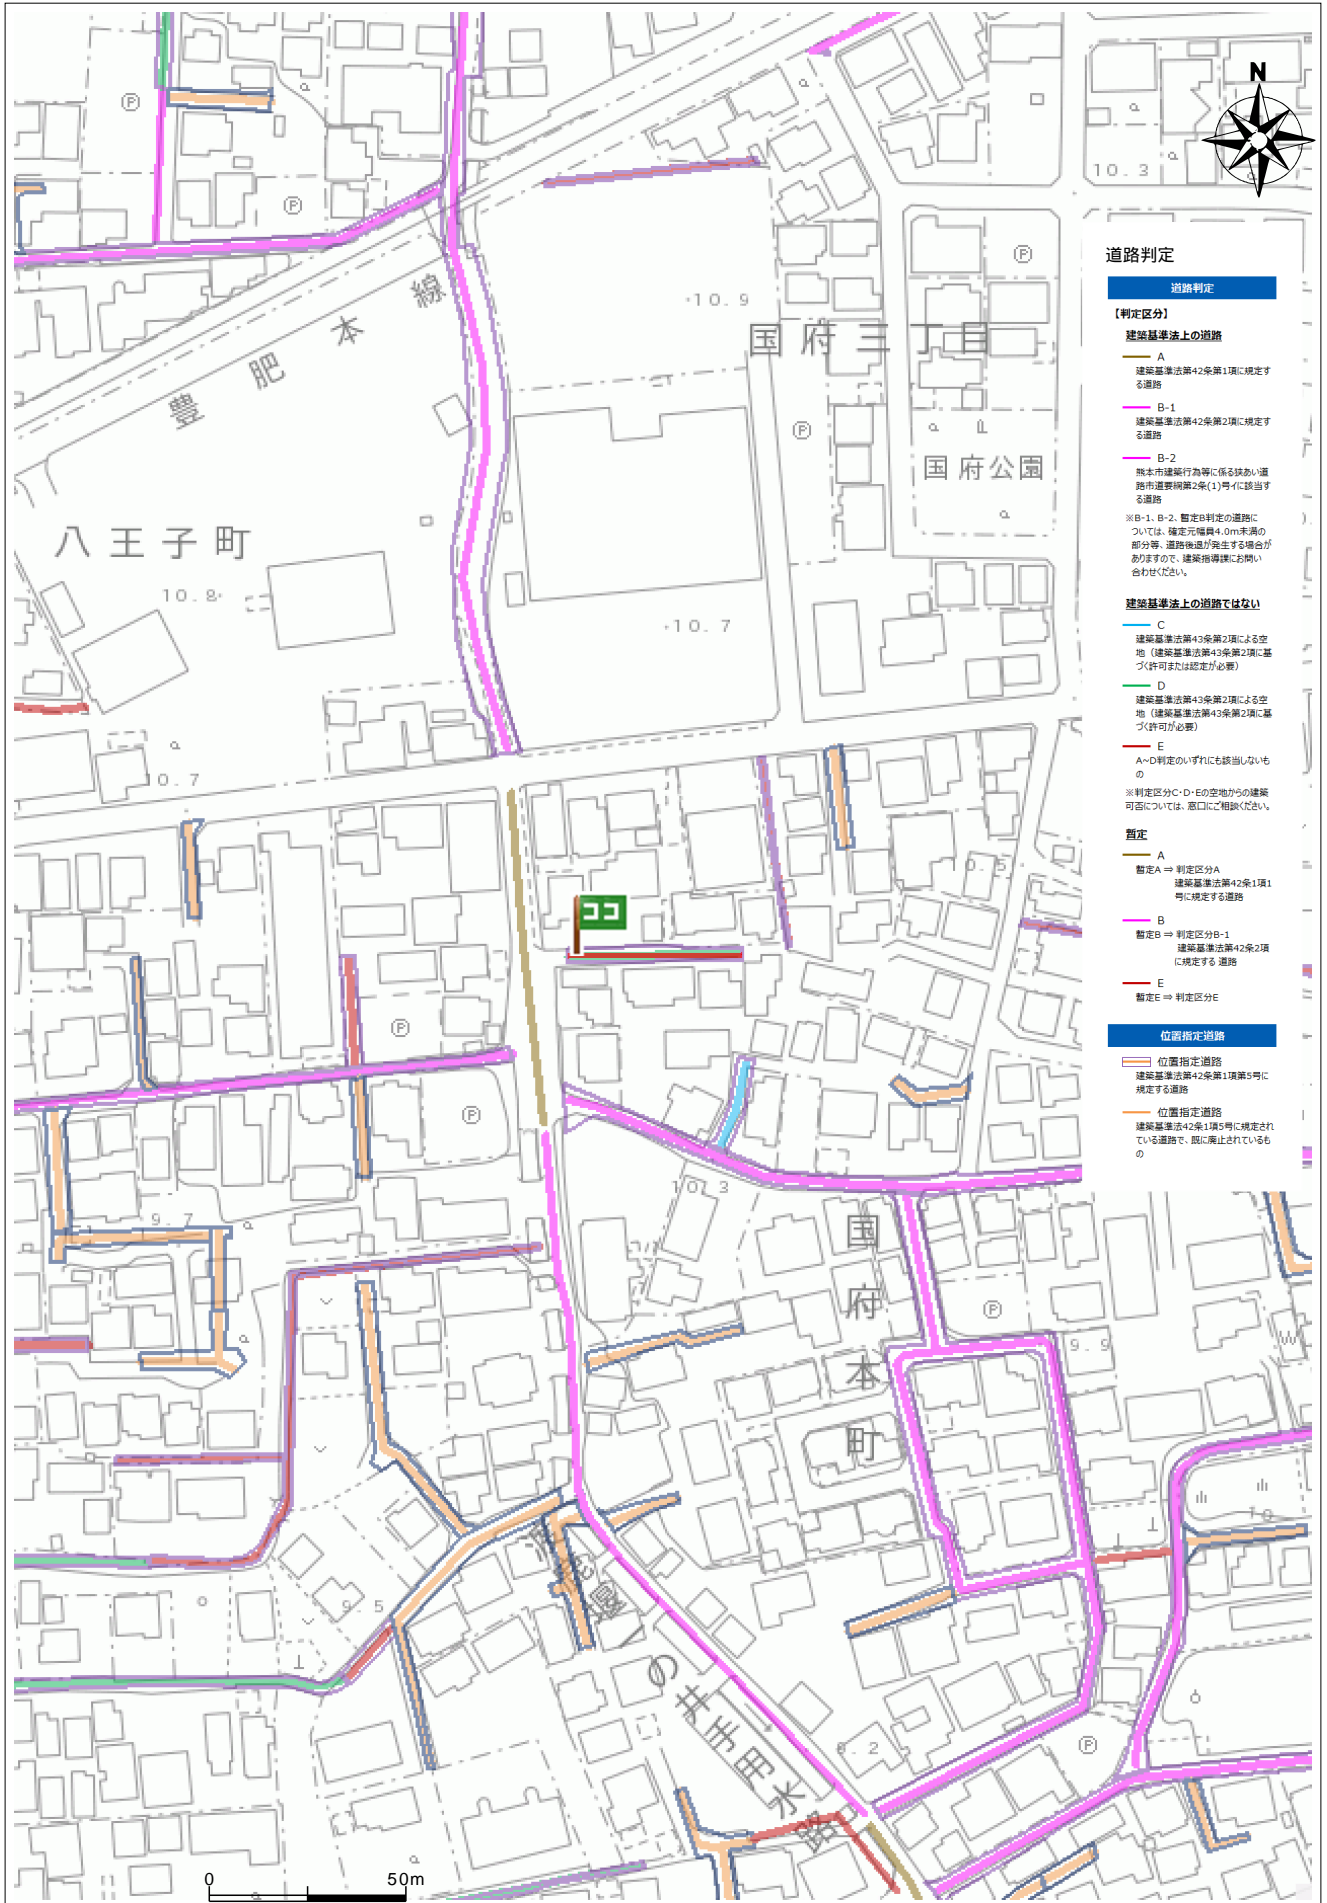 N
10.3
豊肥本線
10.9
国府三丁目
国府公園
八王子町
10.8
10.7
10.7
10.5
ココ
10.3
9.7
国府本町
9.9
9.5
一の井手用水路
0 50m
道路判定
道路判定
【判定区分】
建築基準法上の道路
A
建築基準法第42条第1項に規定す
る道路
B-1
建築基準法第42条第2項に規定す
る道路
B-2
熊本市建築行為等に係る狭あい道
路市道要綱第2条(1)号イに該当す
る道路
※B-1、B-2、暫定B判定の道路に
ついては、確定元幅員4.0m未満の
部分等、道路後退が発生する場合が
ありますので、建築指導課にお問い
合わせください。
建築基準法上の道路ではない
C
建築基準法第43条第2項による空
地（建築基準法第43条第2項に基
づく許可または認定が必要）
D
建築基準法第43条第2項による空
地（建築基準法第43条第2項に基
づく許可が必要）
E
A~D判定のいずれにも該当しないも
の
※判定区分C・D・Eの空地からの建築
可否については、窓口にご相談ください。
暫定
A
暫定A ⇒ 判定区分A
建築基準法第42条1項1
号に規定する道路
B
暫定B ⇒ 判定区分B-1
建築基準法第42条2項
に規定する 道路
E
暫定E ⇒ 判定区分E
位置指定道路
位置指定道路
建築基準法第42条第1項第5号に
規定する道路
位置指定道路
建築基準法42条1項5号に規定され
ている道路で、既に廃止されているも
の